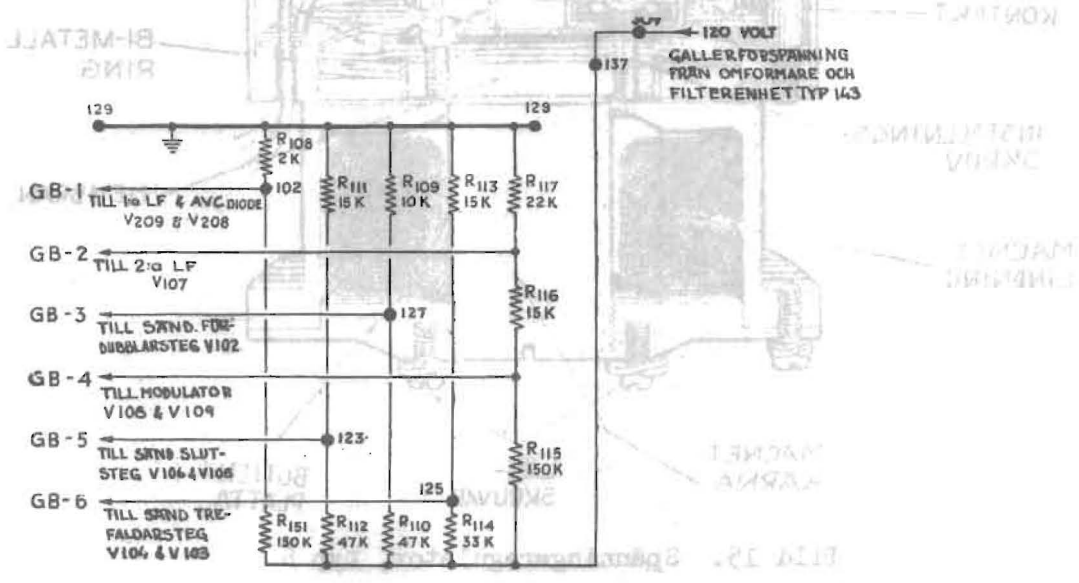 ← 120 VOLT
137
GALLERFÖRSPÄNNING
FRÅN OMFORMARE OCH
FILTERENHET TYP 143
129
129
R108
2K
GB-1
102
TILL 1:a LF & AVC DIODE
V209 & V208
R111
15K
R109
10K
R113
15K
R117
22K
GB-2
TILL 2:a LF
V107
R116
15K
GB-3
127
TILL SÄND. FÖR-
DUBBLARSTEG V102
GB-4
TILL MODULATOR
V108 & V109
GB-5
123
TILL SÄND. SLUT-
STEG V106 & V105
R115
150K
GB-6
125
TILL SÄND TRE-
FALDARSTEG
V104 & V103
R151
150K
R112
47K
R110
47K
R114
33K
KONTAKT
BI-METALL
RING
MAGNET
LINDNING
MAGNET
KÄRNA
Bild 15. Spänningsregulator, Typ